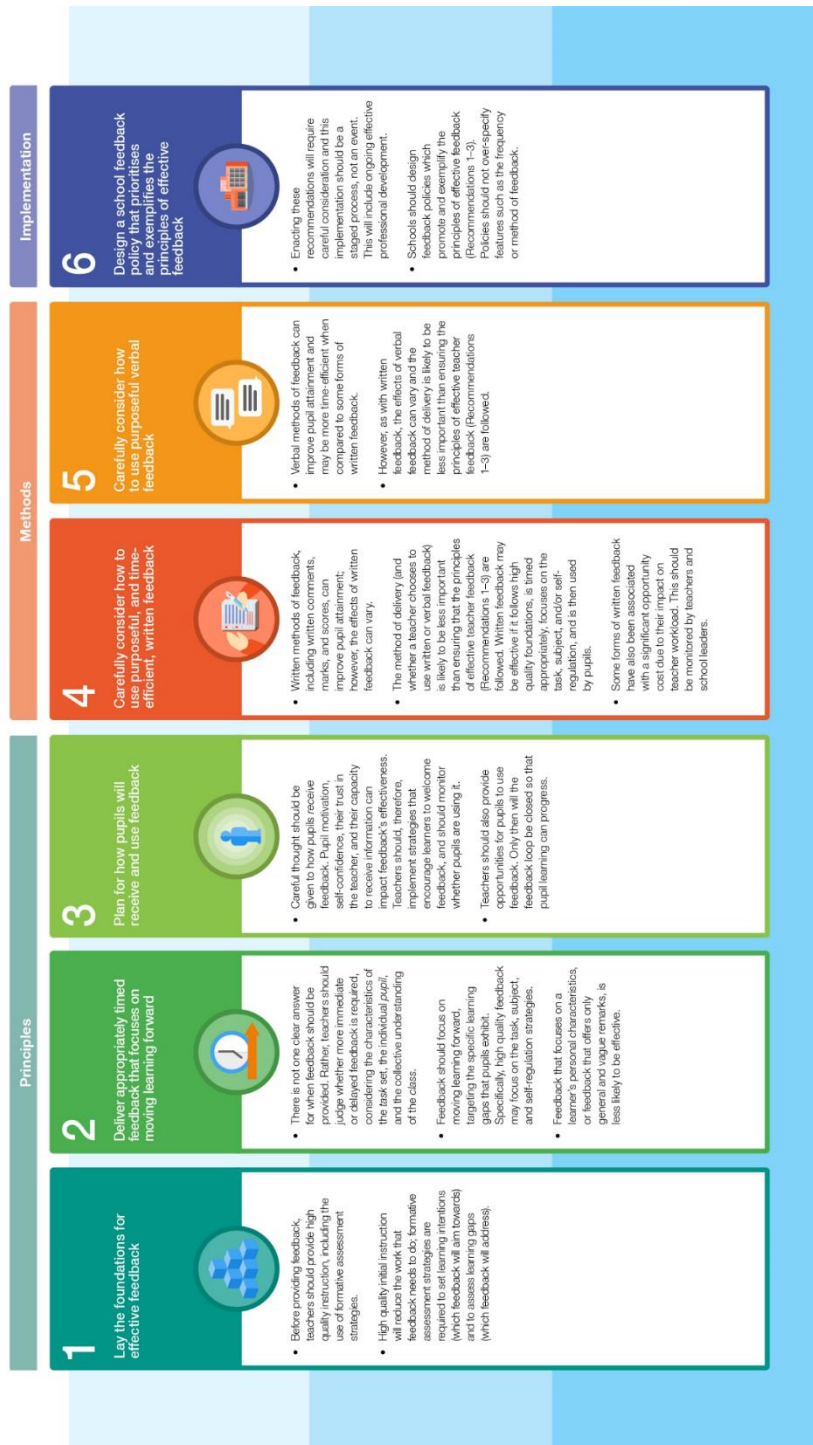 Principles
Methods
Implementation
1
Lay the foundations for
effective feedback
• Before providing feedback,
teachers should provide high
quality instruction, including the
use of formative assessment
strategies.
• High quality initial instruction
will reduce the work that
feedback needs to do; formative
assessment strategies are
required to set learning intentions
(which feedback will aim towards)
and to assess learning gaps
(which feedback will address).
2
Deliver appropriately timed
feedback that focuses on
moving learning forward
• There is not one clear answer
for when feedback should be
provided. Rather, teachers should
judge whether more immediate
or delayed feedback is required,
considering the characteristics of
the task set, the individual pupil,
and the collective understanding
of the class.
• Feedback should focus on
moving learning forward,
targeting the specific learning
gaps that pupils exhibit.
Specifically, high quality feedback
may focus on the task, subject,
and self-regulation strategies.
• Feedback that focuses on a
learner's personal characteristics,
or feedback that offers only
general and vague remarks, is
less likely to be effective.
3
Plan for how pupils will
receive and use feedback
• Careful thought should be
given to how pupils receive
feedback. Pupil motivation,
self-confidence, their trust in
the teacher, and their capacity
to receive information can
impact feedback's effectiveness.
Teachers should, therefore,
implement strategies that
encourage learners to welcome
feedback, and should monitor
whether pupils are using it.
• Teachers should also provide
opportunities for pupils to use
feedback. Only then will the
feedback loop be closed so that
pupil learning can progress.
4
Carefully consider how to
use purposeful, and time-
efficient, written feedback
• Written methods of feedback,
including written comments,
marks, and scores, can
improve pupil attainment;
however, the effects of written
feedback can vary.
• The method of delivery (and
whether a teacher chooses to
use written or verbal feedback)
is likely to be less important
than ensuring that the principles
of effective teacher feedback
(Recommendations 1–3) are
followed. Written feedback may
be effective if it follows high
quality foundations, is timed
appropriately, focuses on the
task, subject, and/or self-
regulation, and is then used
by pupils.
• Some forms of written feedback
have also been associated
with a significant opportunity
cost due to their impact on
teacher workload. This should
be monitored by teachers and
school leaders.
5
Carefully consider how
to use purposeful verbal
feedback
• Verbal methods of feedback can
improve pupil attainment and
may be more time-efficient when
compared to some forms of
written feedback.
• However, as with written
feedback, the effects of verbal
feedback can vary and the
method of delivery is likely to be
less important than ensuring the
principles of effective teacher
feedback (Recommendations
1–3) are followed.
6
Design a school feedback
policy that prioritises
and exemplifies the
principles of effective
feedback
• Enacting these
recommendations will require
careful consideration and this
implementation should be a
staged process, not an event.
This will include ongoing effective
professional development.
• Schools should design
feedback policies which
promote and exemplify the
principles of effective feedback
(Recommendations 1–3).
Policies should not over-specify
features such as the frequency
or method of feedback.